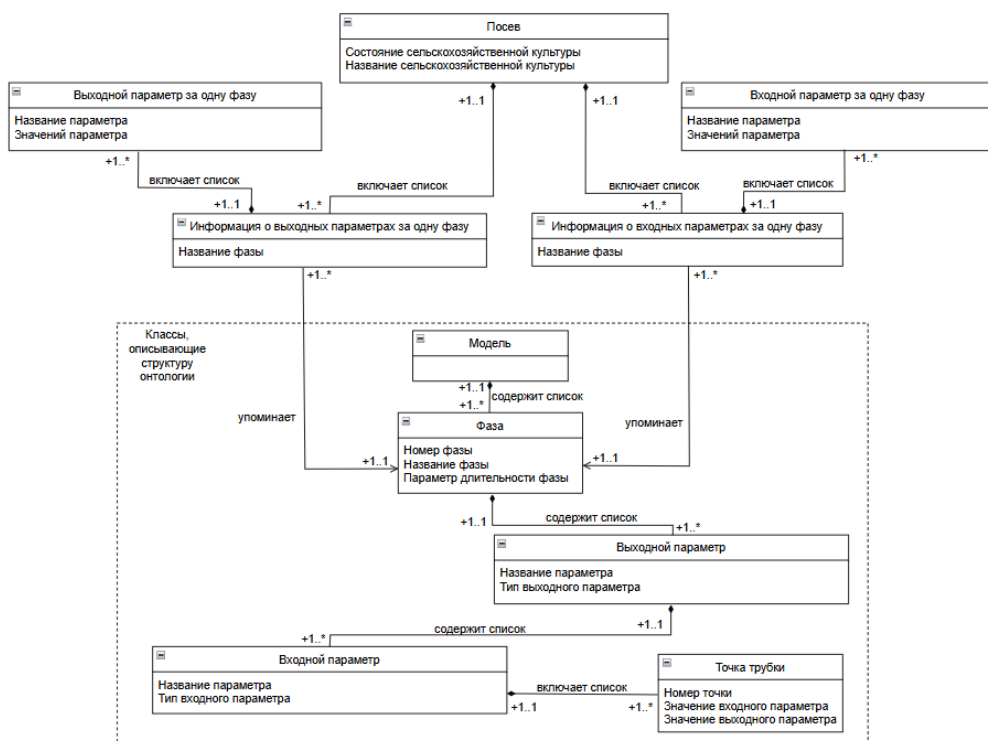 Посев
Состояние сельскохозяйственной культуры
Название сельскохозяйственной культуры
Выходной параметр за одну фазу
Название параметра
Значений параметра
Входной параметр за одну фазу
Название параметра
Значений параметра
+1..1
+1..1
+1..*
+1..*
включает список
включает список
включает список
включает список
+1..1
+1..*
+1..*
+1..1
Информация о выходных параметрах за одну фазу
Название фазы
Информация о входных параметрах за одну фазу
Название фазы
+1..*
+1..*
Классы,
описывающие
структуру
онтологии
Модель
+1..1
содержит список
+1..*
упоминает
упоминает
Фаза
Номер фазы
Название фазы
Параметр длительности фазы
+1..1
+1..1
+1..1
содержит список
+1..*
Выходной параметр
Название параметра
Тип выходного параметра
+1..1
содержит список
+1..*
Входной параметр
Название параметра
Тип входного параметра
включает список
+1..1
+1..*
Точка трубки
Номер точки
Значение входного параметра
Значение выходного параметра